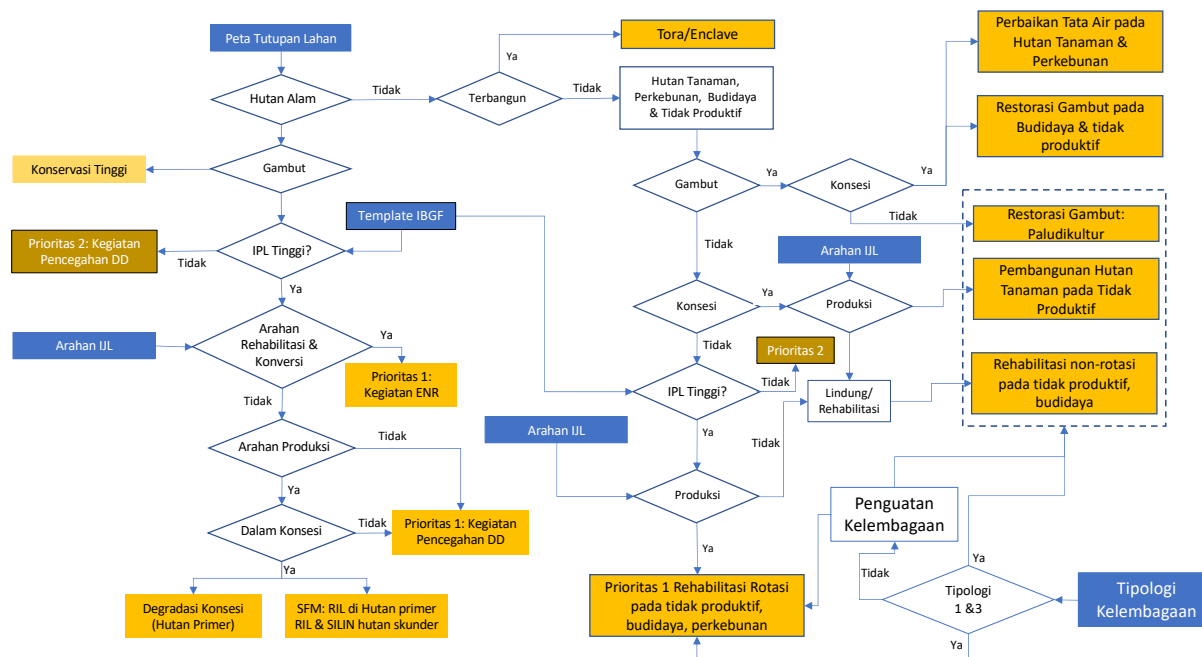 Peta Tutupan Lahan
Hutan Alam
Tidak
Terbangun
Ya
Tora/Enclave
Tidak
Hutan Tanaman,
Perkebunan, Budidaya
& Tidak Produktif
Perbaikan Tata Air pada
Hutan Tanaman &
Perkebunan
Restorasi Gambut pada
Budidaya & tidak
produktif
Konservasi Tinggi
Gambut
Gambut
Ya
Konsesi
Ya
Tidak
Restorasi Gambut:
Paludikultur
Template IBGF
Prioritas 2: Kegiatan
Pencegahan DD
Tidak
IPL Tinggi?
Ya
Tidak
Arahan IJL
Konsesi
Ya
Produksi
Pembangunan Hutan
Tanaman pada Tidak
Produktif
Arahan IJL
Arahan
Rehabilitasi &
Konversi
Ya
Prioritas 1:
Kegiatan ENR
Tidak
Tidak
Prioritas 2
IPL Tinggi?
Tidak
Lindung/
Rehabilitasi
Rehabilitasi non-rotasi
pada tidak produktif,
budidaya
Arahan Produksi
Tidak
Ya
Arahan IJL
Ya
Produksi
Dalam Konsesi
Tidak
Prioritas 1: Kegiatan
Pencegahan DD
Ya
Penguatan
Kelembagaan
Ya
Tidak
Ya
Degradasi Konsesi
(Hutan Primer)
SFM: RIL di Hutan primer
RIL & SILIN hutan skunder
Prioritas 1 Rehabilitasi Rotasi
pada tidak produktif,
budidaya, perkebunan
Tipologi
1 &3
Tipologi
Kelembagaan
Ya